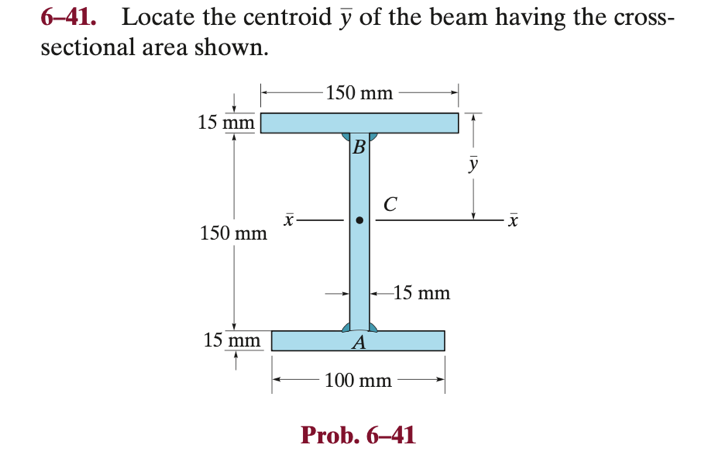 6–41. Locate the centroid y̅ of the beam having the cross-
sectional area shown.
150 mm
15 mm
B
y̅
C
x̅
x̅
150 mm
15 mm
15 mm
A
100 mm
Prob. 6–41